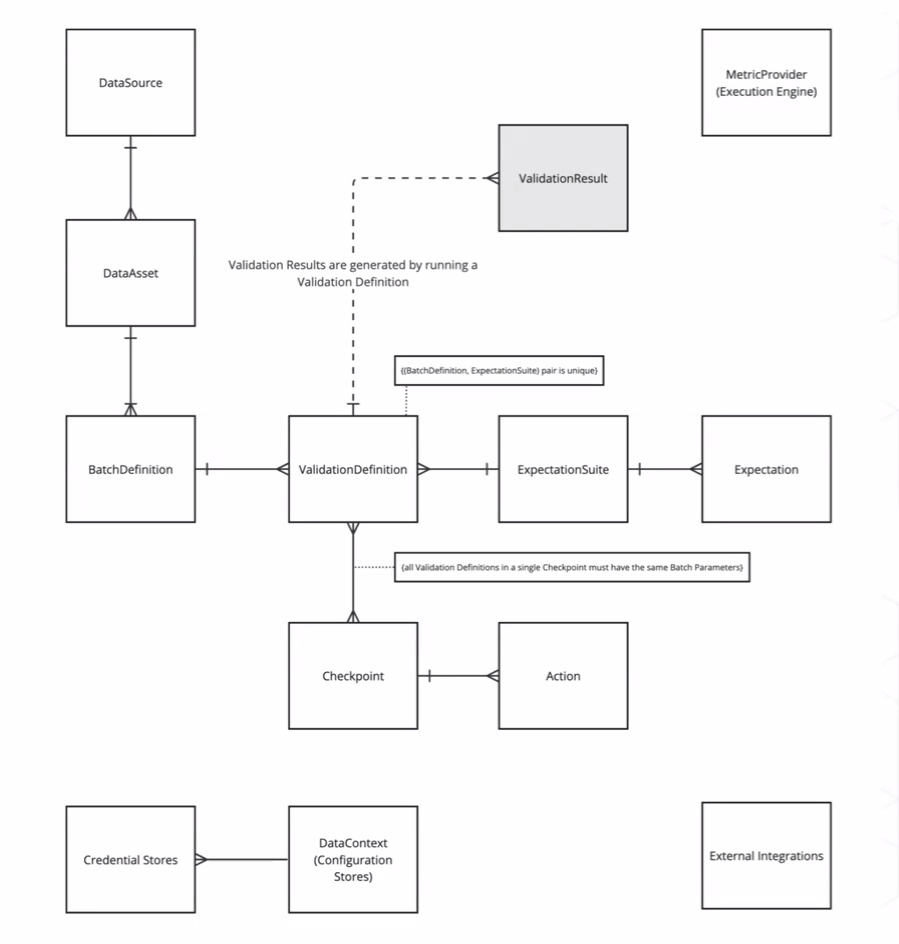 DataSource
MetricProvider
(Execution Engine)
ValidationResult
DataAsset
Validation Results are generated by running a
Validation Definition
{(BatchDefinition, ExpectationSuite) pair is unique}
BatchDefinition
ValidationDefinition
ExpectationSuite
Expectation
{all Validation Definitions in a single Checkpoint must have the same Batch Parameters}
Checkpoint
Action
Credential Stores
DataContext
(Configuration
Stores)
External Integrations